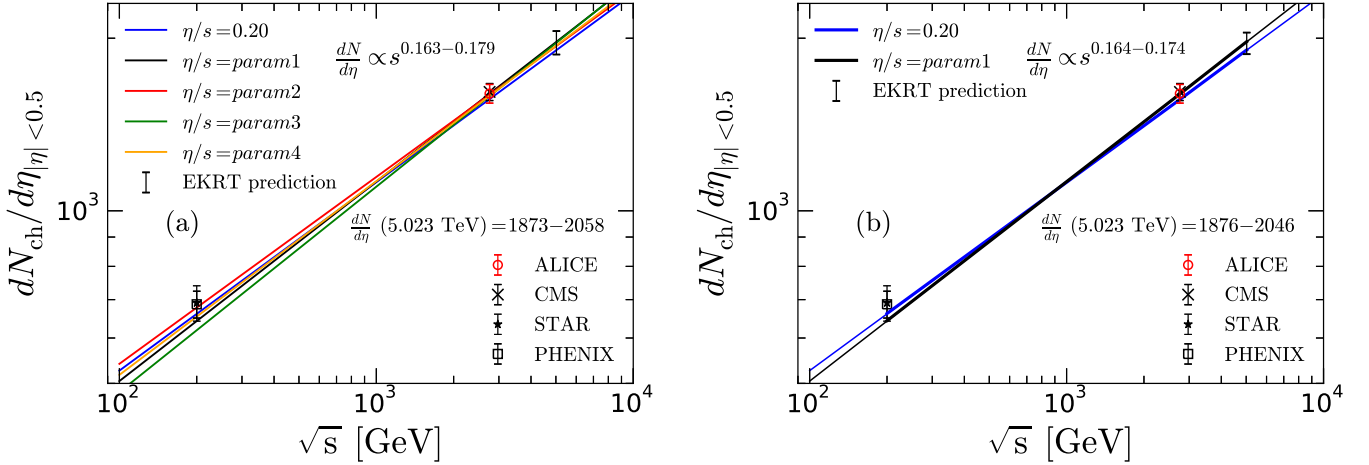 η/s=0.20
η/s=param1
η/s=param2
η/s=param3
η/s=param4
EKRT prediction
dN/dη ∝ s^0.163−0.179
(a)
dN/dη (5.023 TeV)=1873−2058
ALICE
CMS
STAR
PHENIX
dN_ch/dη_|η|<0.5
10^3
10^2 10^3 10^4
√s [GeV]
η/s=0.20
η/s=param1
EKRT prediction
dN/dη ∝ s^0.164−0.174
(b)
dN/dη (5.023 TeV)=1876−2046
ALICE
CMS
STAR
PHENIX
dN_ch/dη_|η|<0.5
10^3
10^2 10^3 10^4
√s [GeV]